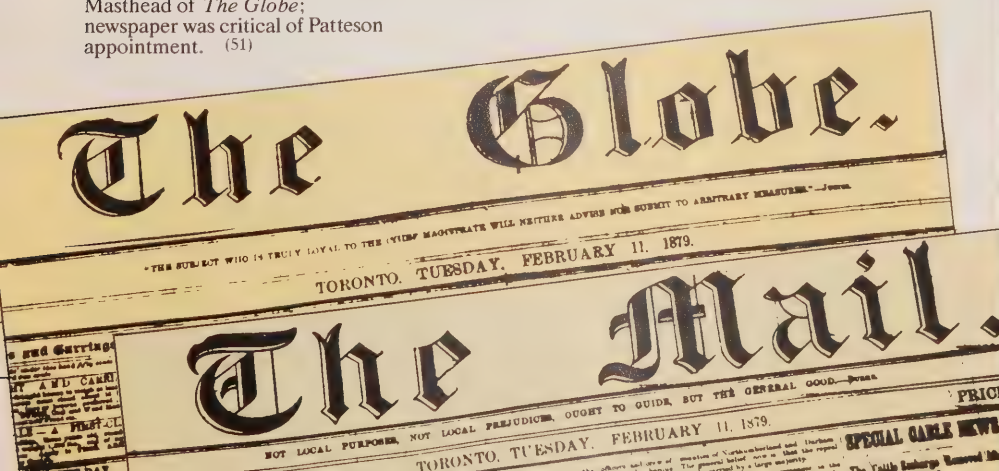 Masthead of The Globe;
newspaper was critical of Patteson
appointment. (51)
The Globe.
"THE SUBJECT WHO IS TRULY LOYAL TO THE CHIEF MAGISTRATE WILL NEITHER ADVISE NOR SUBMIT TO ARBITRARY MEASURES."—Junius.
TORONTO, TUESDAY, FEBRUARY 11, 1879.
The Mail.
NOT LOCAL PURPOSES, NOT LOCAL PREJUDICES, OUGHT TO GUIDE, BUT THE GENERAL GOOD.—Burke.
TORONTO, TUESDAY, FEBRUARY 11, 1879.
PRIC
SPECIAL CABLE NEWS